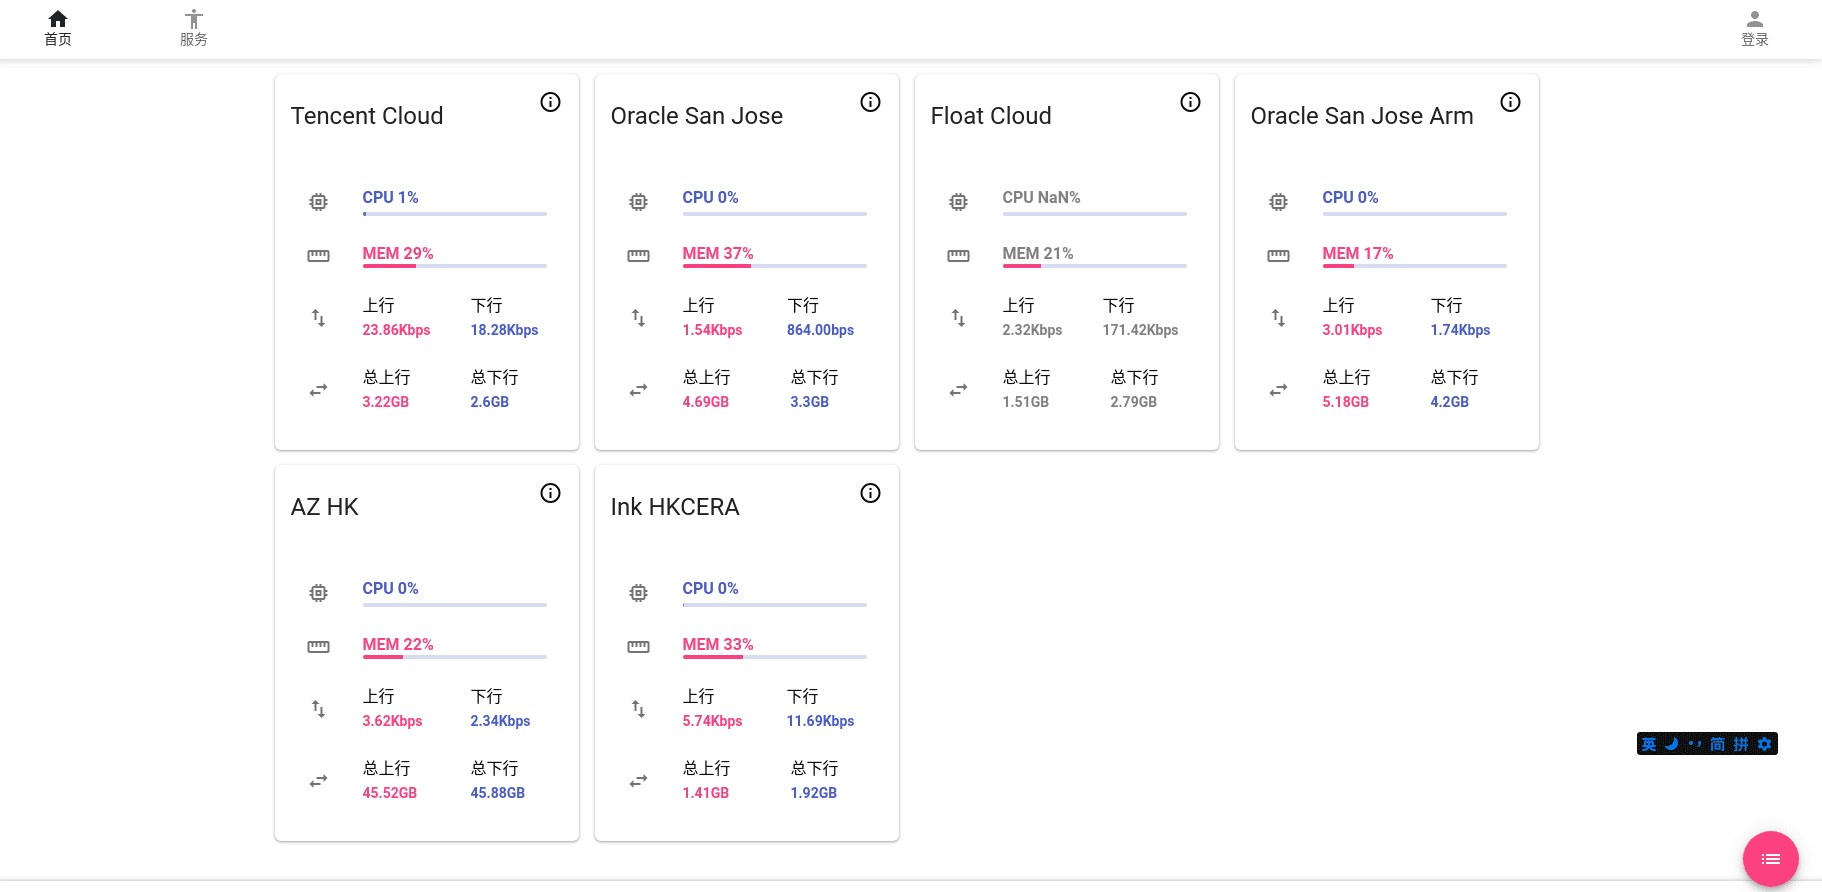 首页
服务
登录
Tencent Cloud
CPU 1%
MEM 29%
上行 下行
23.86Kbps 18.28Kbps
总上行 总下行
3.22GB 2.6GB
Oracle San Jose
CPU 0%
MEM 37%
上行 下行
1.54Kbps 864.00bps
总上行 总下行
4.69GB 3.3GB
Float Cloud
CPU NaN%
MEM 21%
上行 下行
2.32Kbps 171.42Kbps
总上行 总下行
1.51GB 2.79GB
Oracle San Jose Arm
CPU 0%
MEM 17%
上行 下行
3.01Kbps 1.74Kbps
总上行 总下行
5.18GB 4.2GB
AZ HK
CPU 0%
MEM 22%
上行 下行
3.62Kbps 2.34Kbps
总上行 总下行
45.52GB 45.88GB
Ink HKCERA
CPU 0%
MEM 33%
上行 下行
5.74Kbps 11.69Kbps
总上行 总下行
1.41GB 1.92GB
英 简 拼